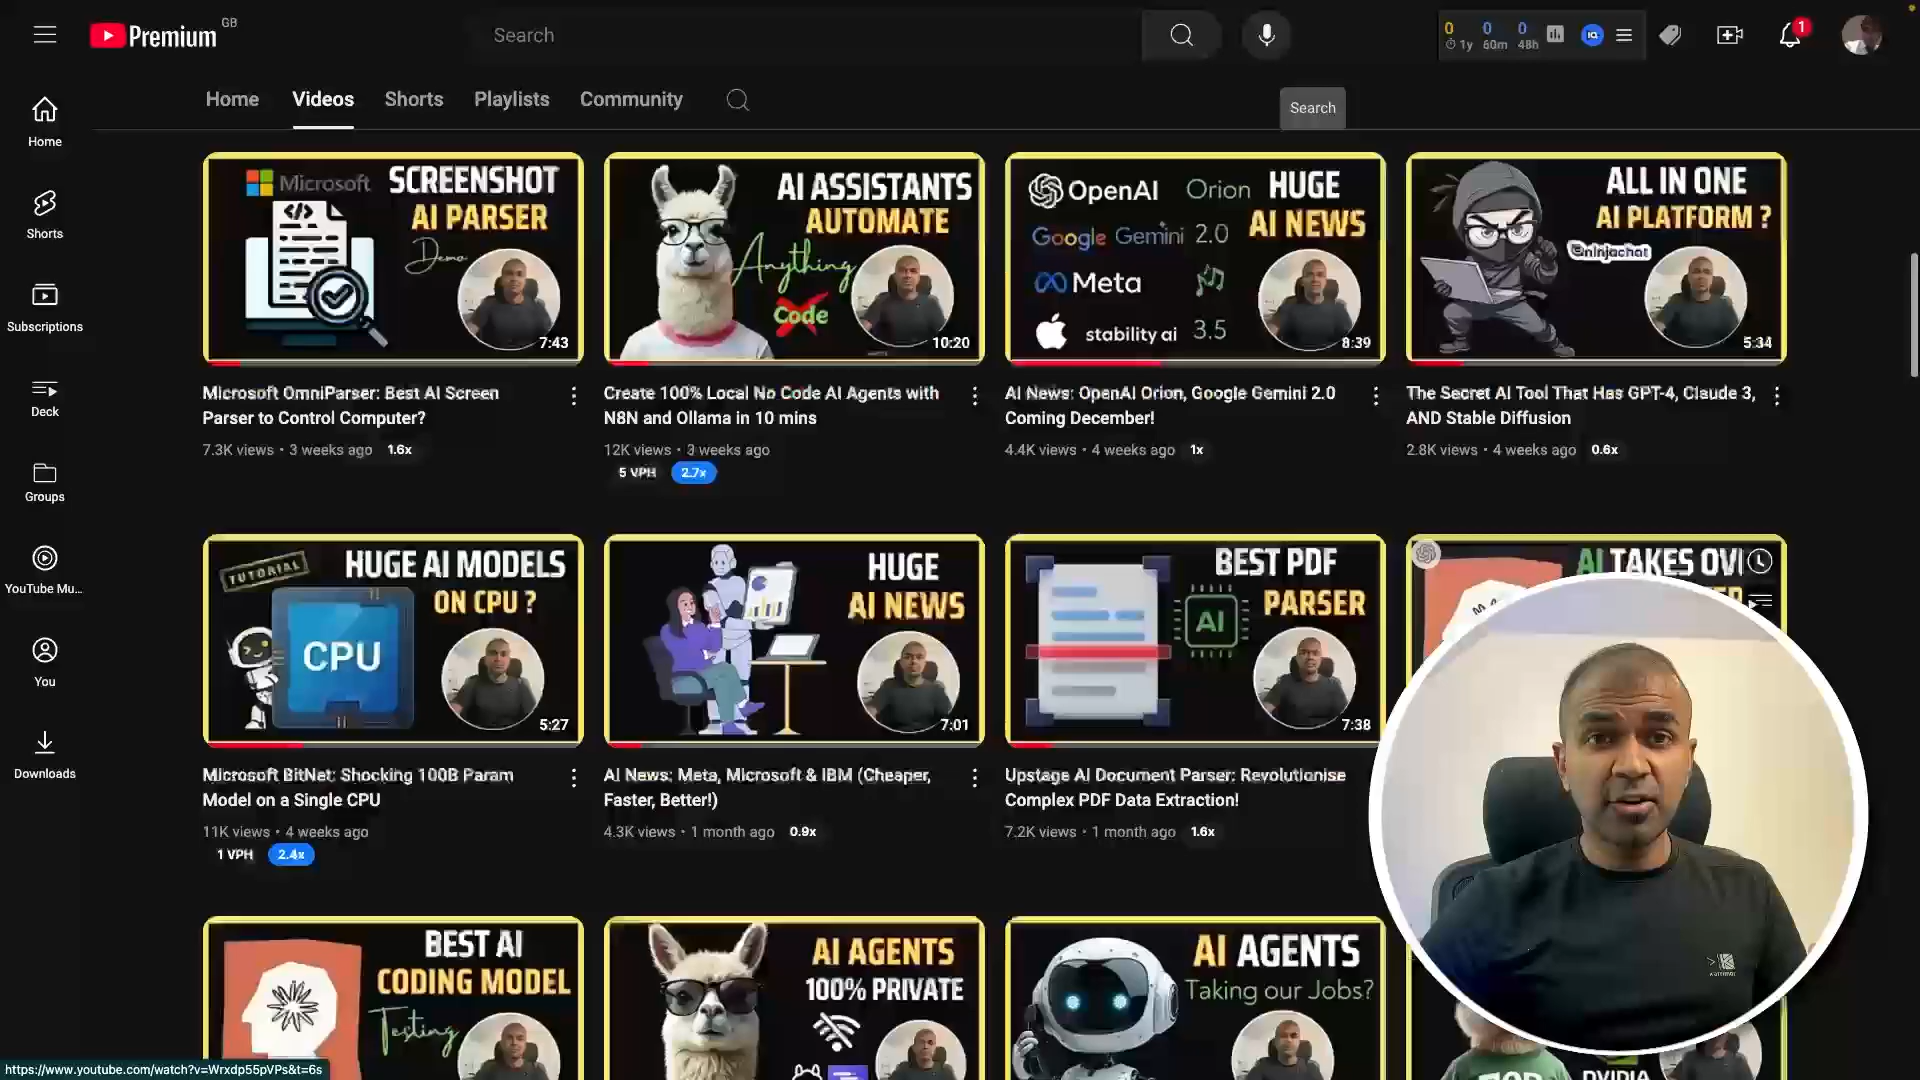 Premium GB
Search
0 0 0
1y 60m 48h
IQ
1
Home Videos Shorts Playlists Community
Search
Home
Shorts
Subscriptions
Deck
Groups
YouTube Mu...
You
Downloads
Microsoft
SCREENSHOT
AI PARSER
Demo
7:43
Microsoft OmniParser: Best AI Screen
Parser to Control Computer?
7.3K views • 3 weeks ago 1.6x
AI ASSISTANTS
AUTOMATE
Anything
Code
10:20
Create 100% Local No Code AI Agents with
N8N and Ollama in 10 mins
12K views • 3 weeks ago
5 VPH 2.7x
OpenAI Orion
Google Gemini 2.0
Meta
stability ai 3.5
HUGE
AI NEWS
8:39
AI News: OpenAI Orion, Google Gemini 2.0
Coming December!
4.4K views • 4 weeks ago 1x
ALL IN ONE
AI PLATFORM ?
@ninjachat
5:34
The Secret AI Tool That Has GPT-4, Claude 3,
AND Stable Diffusion
2.8K views • 4 weeks ago 0.6x
TUTORIAL
HUGE AI MODELS
ON CPU ?
CPU
5:27
Microsoft BitNet: Shocking 100B Param
Model on a Single CPU
11K views • 4 weeks ago
1 VPH 2.4x
HUGE
AI NEWS
7:01
AI News: Meta, Microsoft & IBM (Cheaper,
Faster, Better!)
4.3K views • 1 month ago 0.9x
BEST PDF
PARSER
AI
7:38
Upstage AI Document Parser: Revolutionise
Complex PDF Data Extraction!
7.2K views • 1 month ago 1.6x
AI TAKES OV
BEST AI
CODING MODEL
Testing
AI AGENTS
100% PRIVATE
AI AGENTS
Taking our Jobs?
https://www.youtube.com/watch?v=Wrxdp55pVPs&t=6s